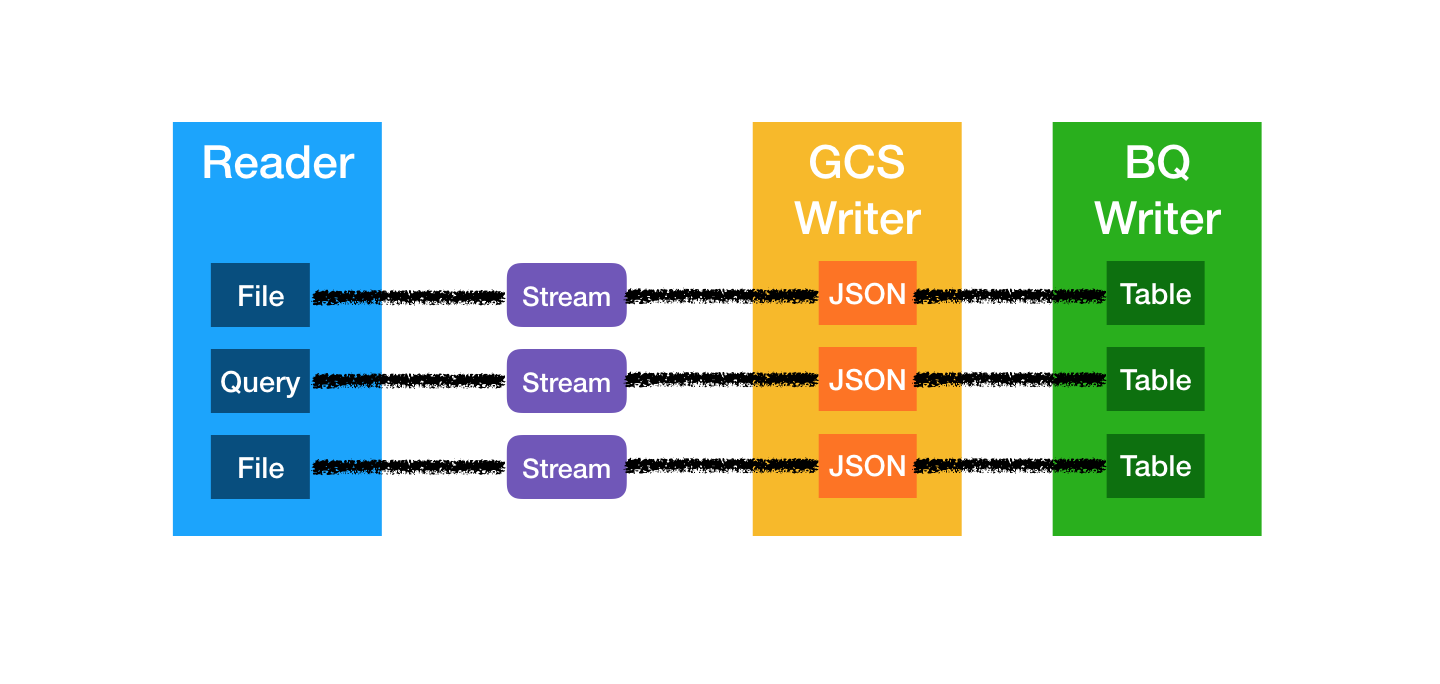 Reader
GCS
Writer
BQ
Writer
File
Stream
JSON
Table
Query
Stream
JSON
Table
File
Stream
JSON
Table